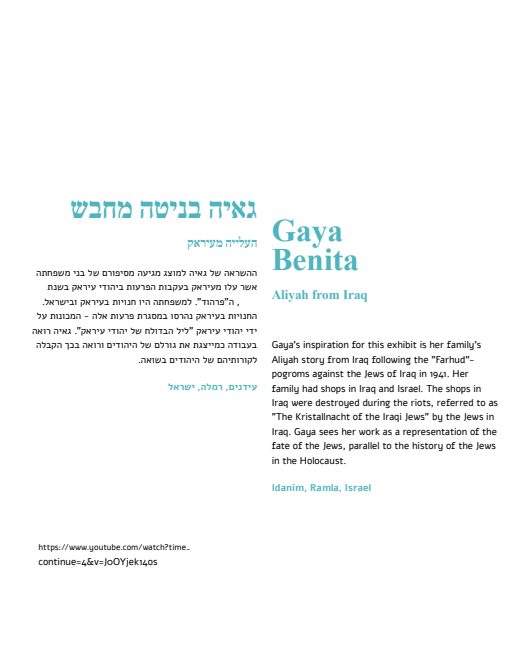 גאיה בניטה מחבש
העלייה מעיראק
ההשראה של גאיה למוצג מגיעה מסיפורם של בני משפחתה
אשר עלו מעיראק בעקבות הפרעות ביהודי עיראק בשנת
, ה"פרהוד". למשפחתה היו חנויות בעיראק ובישראל.
החנויות בעיראק נהרסו במסגרת פרעות אלה - המכונות על
ידי יהודי עיראק "ליל הבדולח של יהודי עיראק". גאיה רואה
בעבודה כמייצגת את גורלם של היהודים ורואה בכך הקבלה
לקורותיהם של היהודים בשואה.
עידנים, רמלה, ישראל
Gaya
Benita
Aliyah from Iraq
Gaya's inspiration for this exhibit is her family's
Aliyah story from Iraq following the "Farhud"-
pogroms against the Jews of Iraq in 1941. Her
family had shops in Iraq and Israel. The shops in
Iraq were destroyed during the riots, referred to as
"The Kristallnacht of the Iraqi Jews" by the Jews in
Iraq. Gaya sees her work as a representation of the
fate of the Jews, parallel to the history of the Jews
in the Holocaust.
Idanim, Ramla, Israel
https://www.youtube.com/watch?time_
continue=4&v=JoOYjek14os